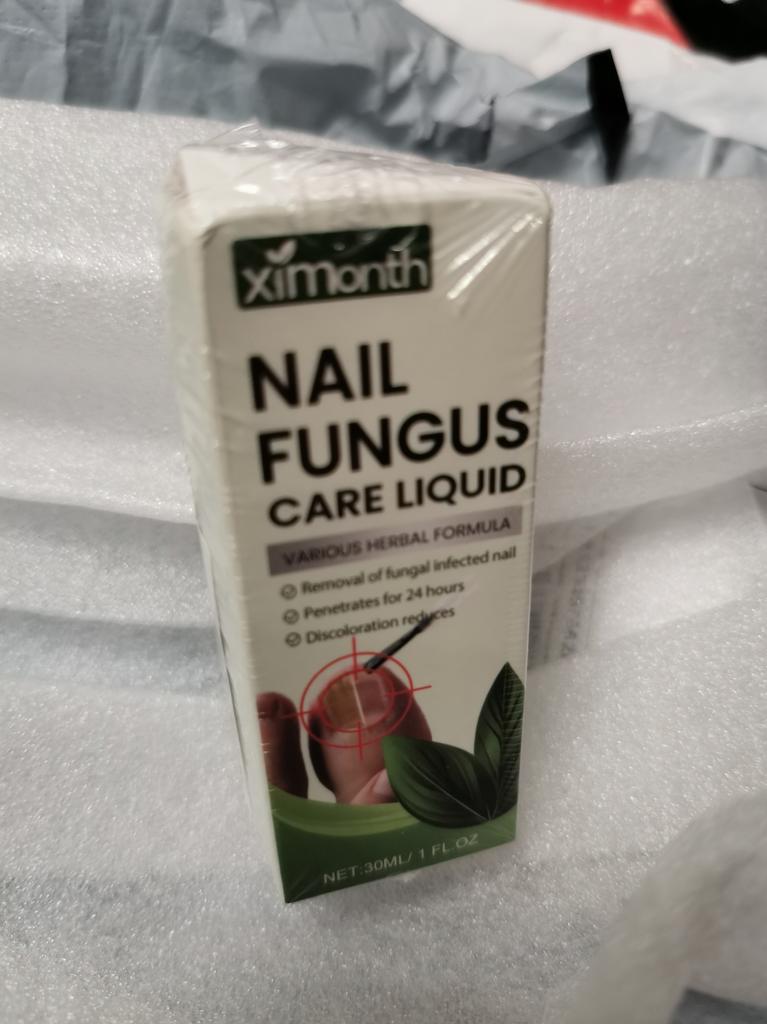 ximonth
NAIL
FUNGUS
CARE LIQUID
VARIOUS HERBAL FORMULA
Removal of fungal infected nail
Penetrates for 24 hours
Discoloration reduces
NET:30ML/ 1 FL.OZ